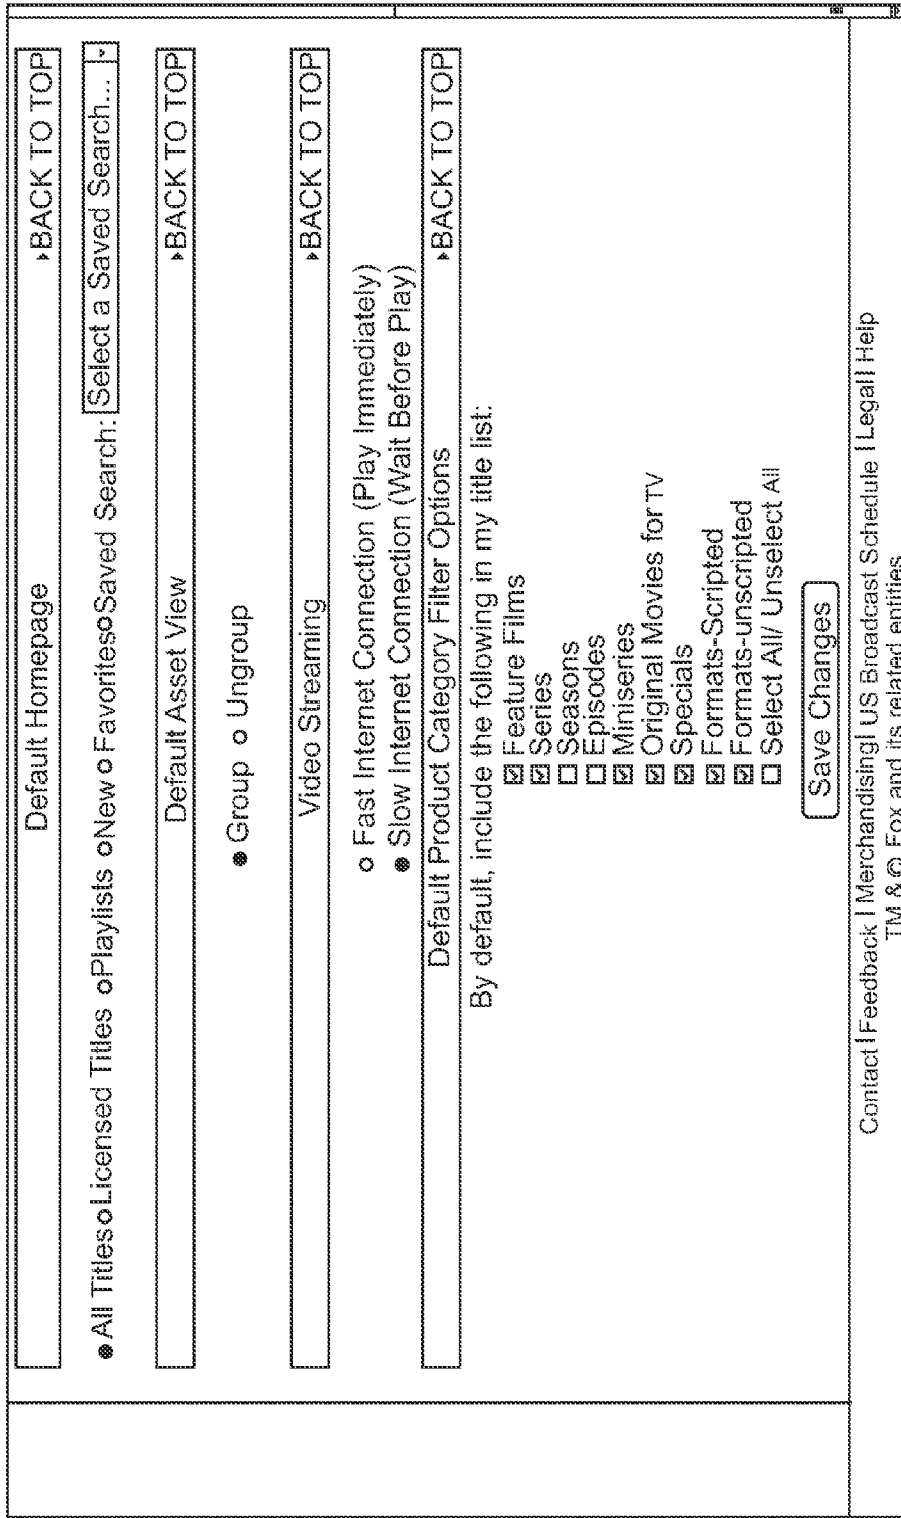 Default Homepage ▸BACK TO TOP
All Titles Licensed Titles Playlists New Favorites Saved Search: Select a Saved Search...
Default Asset View ▸BACK TO TOP
Group Ungroup
Video Streaming ▸BACK TO TOP
Fast Internet Connection (Play Immediately)
Slow Internet Connection (Wait Before Play)
Default Product Category Filter Options ▸BACK TO TOP
By default, include the following in my title list:
Feature Films
Series
Seasons
Episodes
Miniseries
Original Movies for TV
Specials
Formats-Scripted
Formats-unscripted
Select All/ Unselect All
Save Changes
Contact | Feedback | Merchandising| US Broadcast Schedule | Legal | Help
TM & © Fox and its related entities